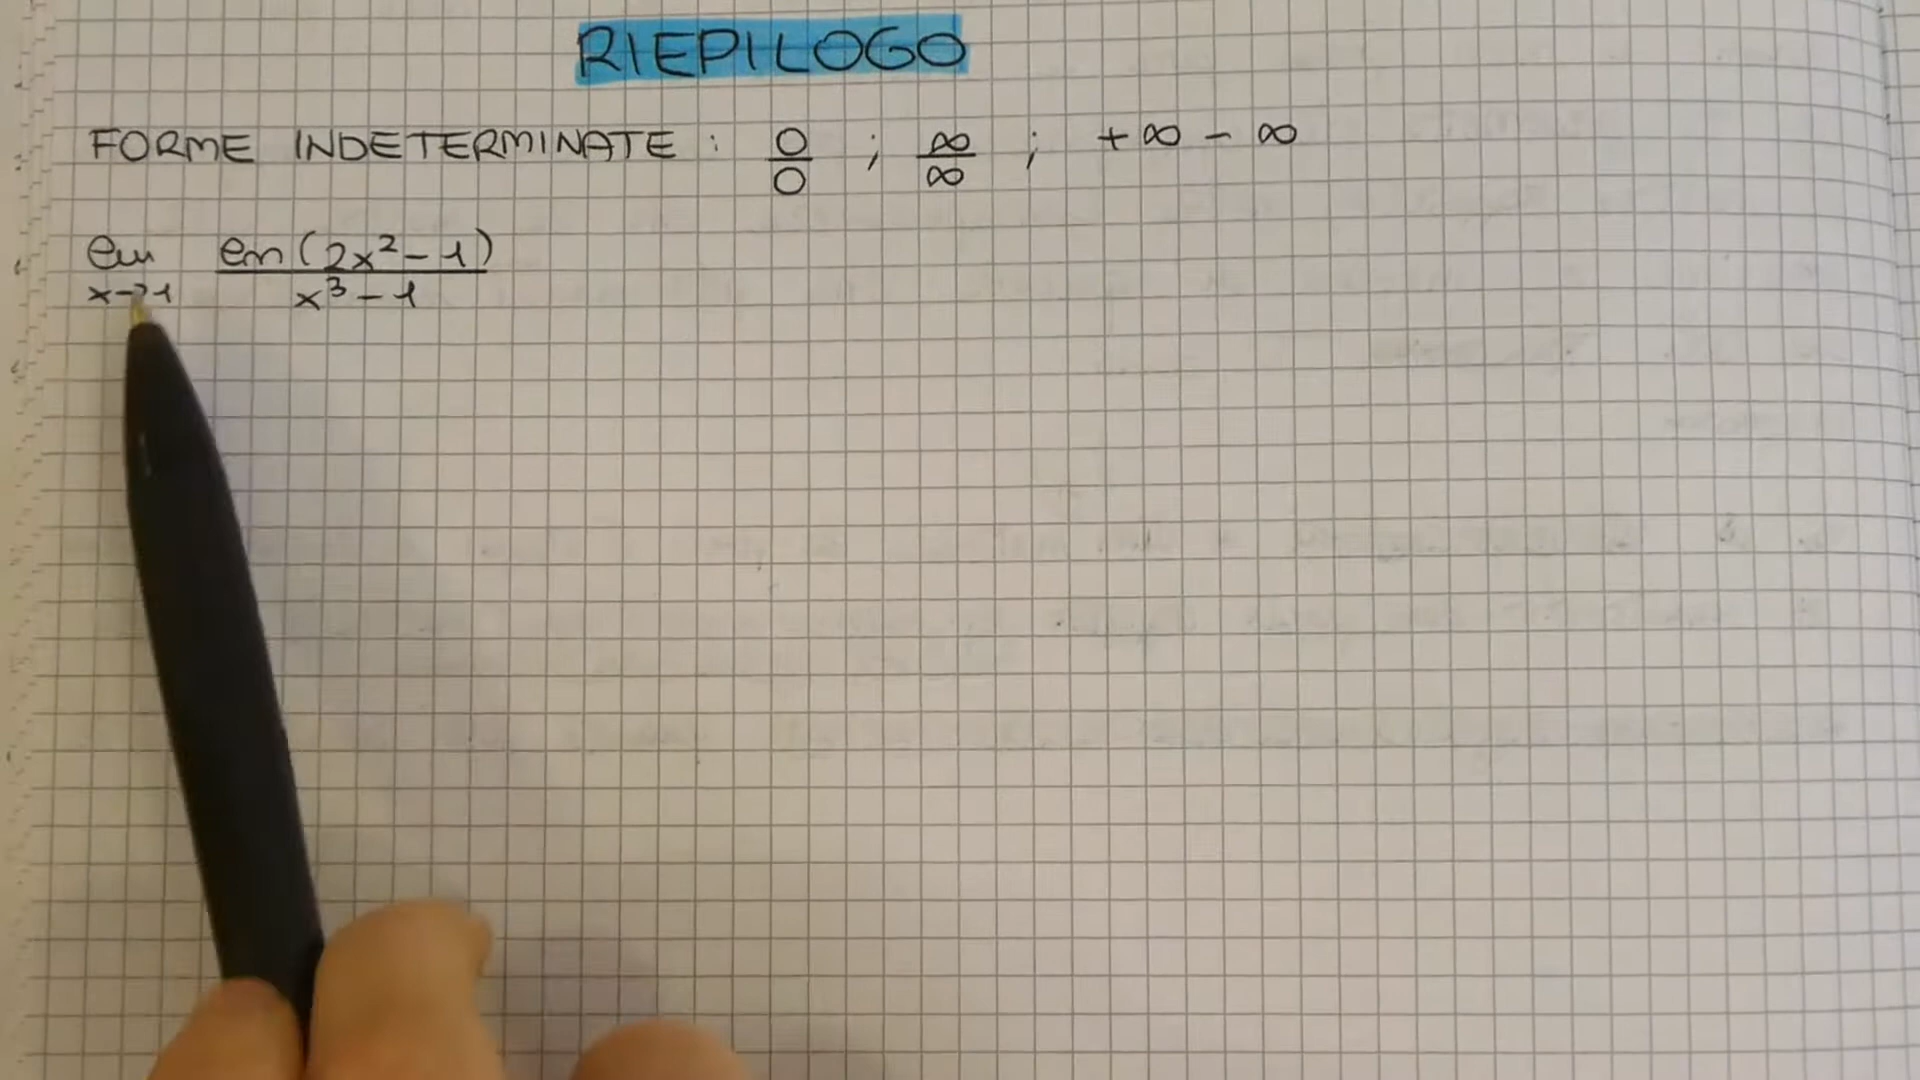 RIEPILOGO
FORME INDETERMINATE : 0/0 ; ∞/∞ ; +∞ - ∞
lim x→1 ln(2x²-1)/x³-1